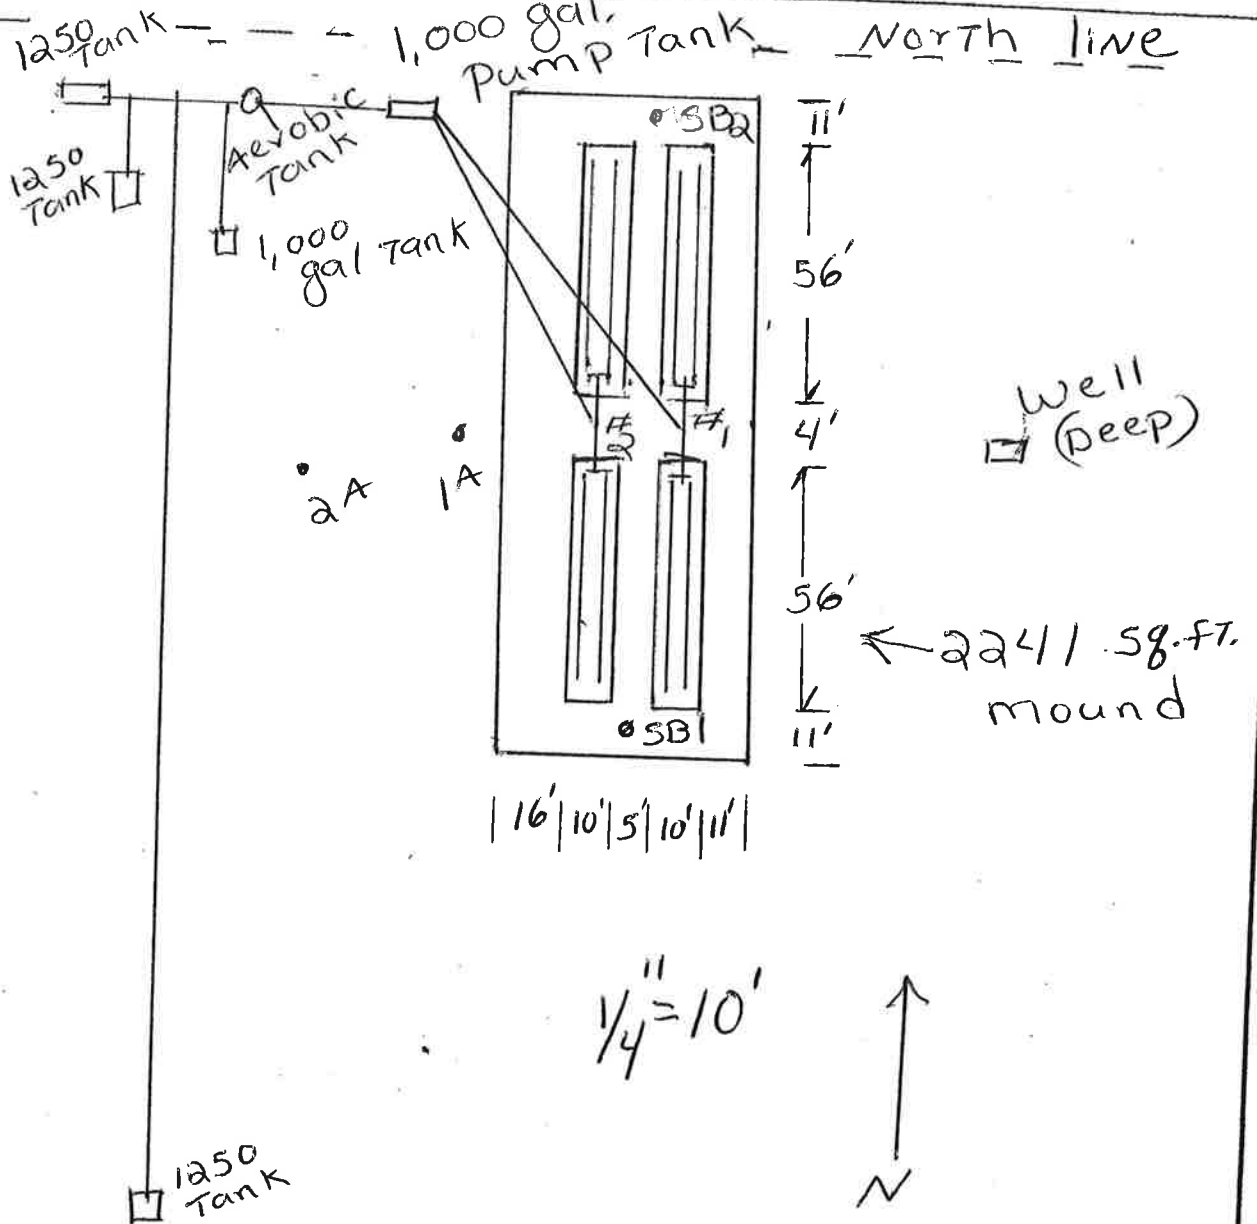 1250
Tank
1,000 gal.
Pump Tank
North line
Aerobic
Tank
1250
Tank
1,000
gal Tank
SB2
11'
56'
4'
56'
11'
#2
#1
2A
1A
Well
(Deep)
2241 sq.ft.
mound
SB1
16' 10' 5' 10' 11'
1/4" = 10'
N
1250
Tank